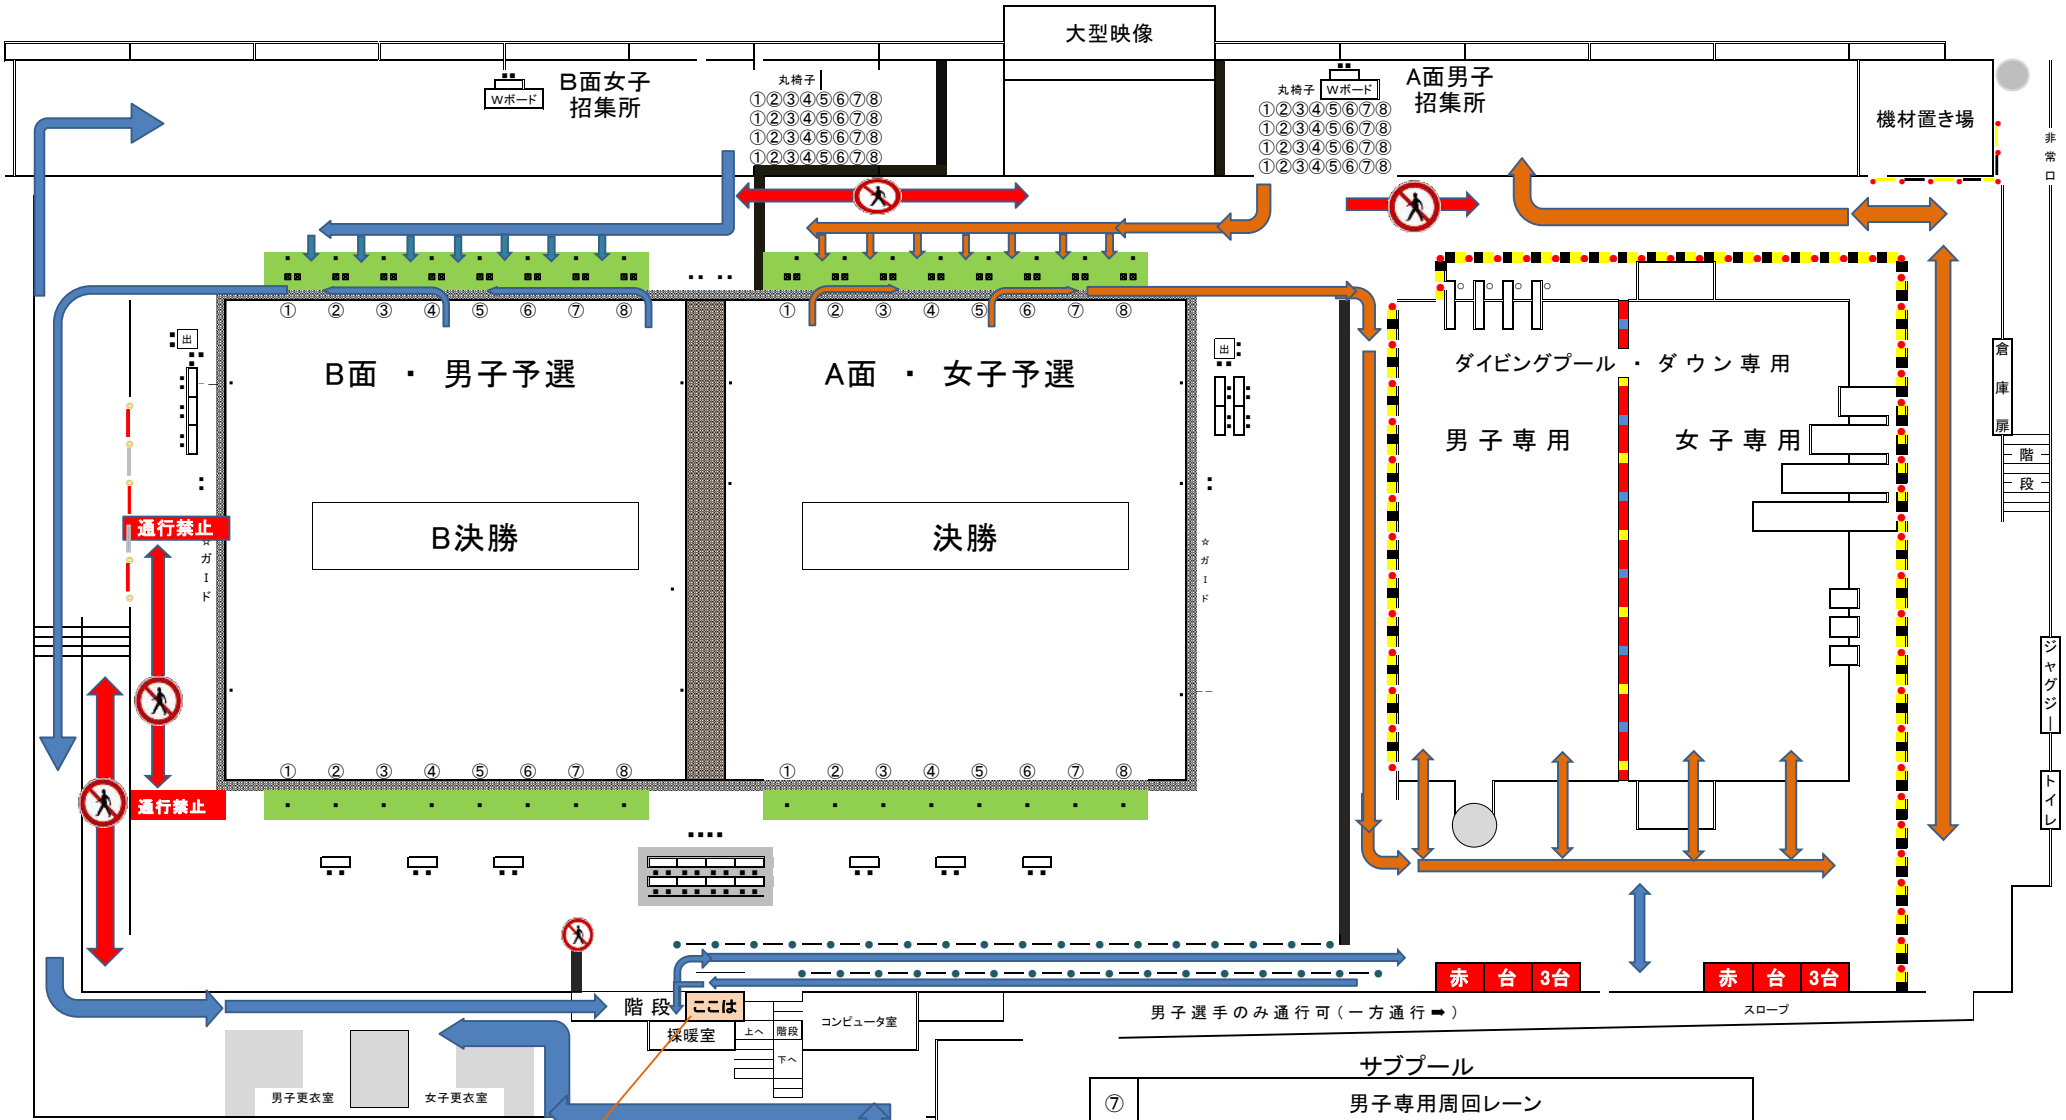 大型映像
B面女子
招集所
Wボード
丸椅子
①②③④⑤⑥⑦⑧
①②③④⑤⑥⑦⑧
①②③④⑤⑥⑦⑧
①②③④⑤⑥⑦⑧
A面男子
招集所
丸椅子
Wボード
①②③④⑤⑥⑦⑧
①②③④⑤⑥⑦⑧
①②③④⑤⑥⑦⑧
①②③④⑤⑥⑦⑧
機材置き場
非常口
① ② ③ ④ ⑤ ⑥ ⑦ ⑧
① ② ③ ④ ⑤ ⑥ ⑦ ⑧
出
出
B面 ・ 男子予選
A面 ・ 女子予選
ダイビングプール ・ ダウン専用
男子専用
女子専用
倉庫扉
階段
B決勝
決勝
通行禁止
☆ガード
☆ガード
ジャグジー
トイレ
① ② ③ ④ ⑤ ⑥ ⑦ ⑧
① ② ③ ④ ⑤ ⑥ ⑦ ⑧
通行禁止
赤 台 3台
赤 台 3台
階段
ここは
採暖室
上へ
階段
下へ
コンピュータ室
男子選手のみ通行可(一方通行➡)
スロープ
男子更衣室
女子更衣室
サブプール
⑦ 男子専用周回レーン